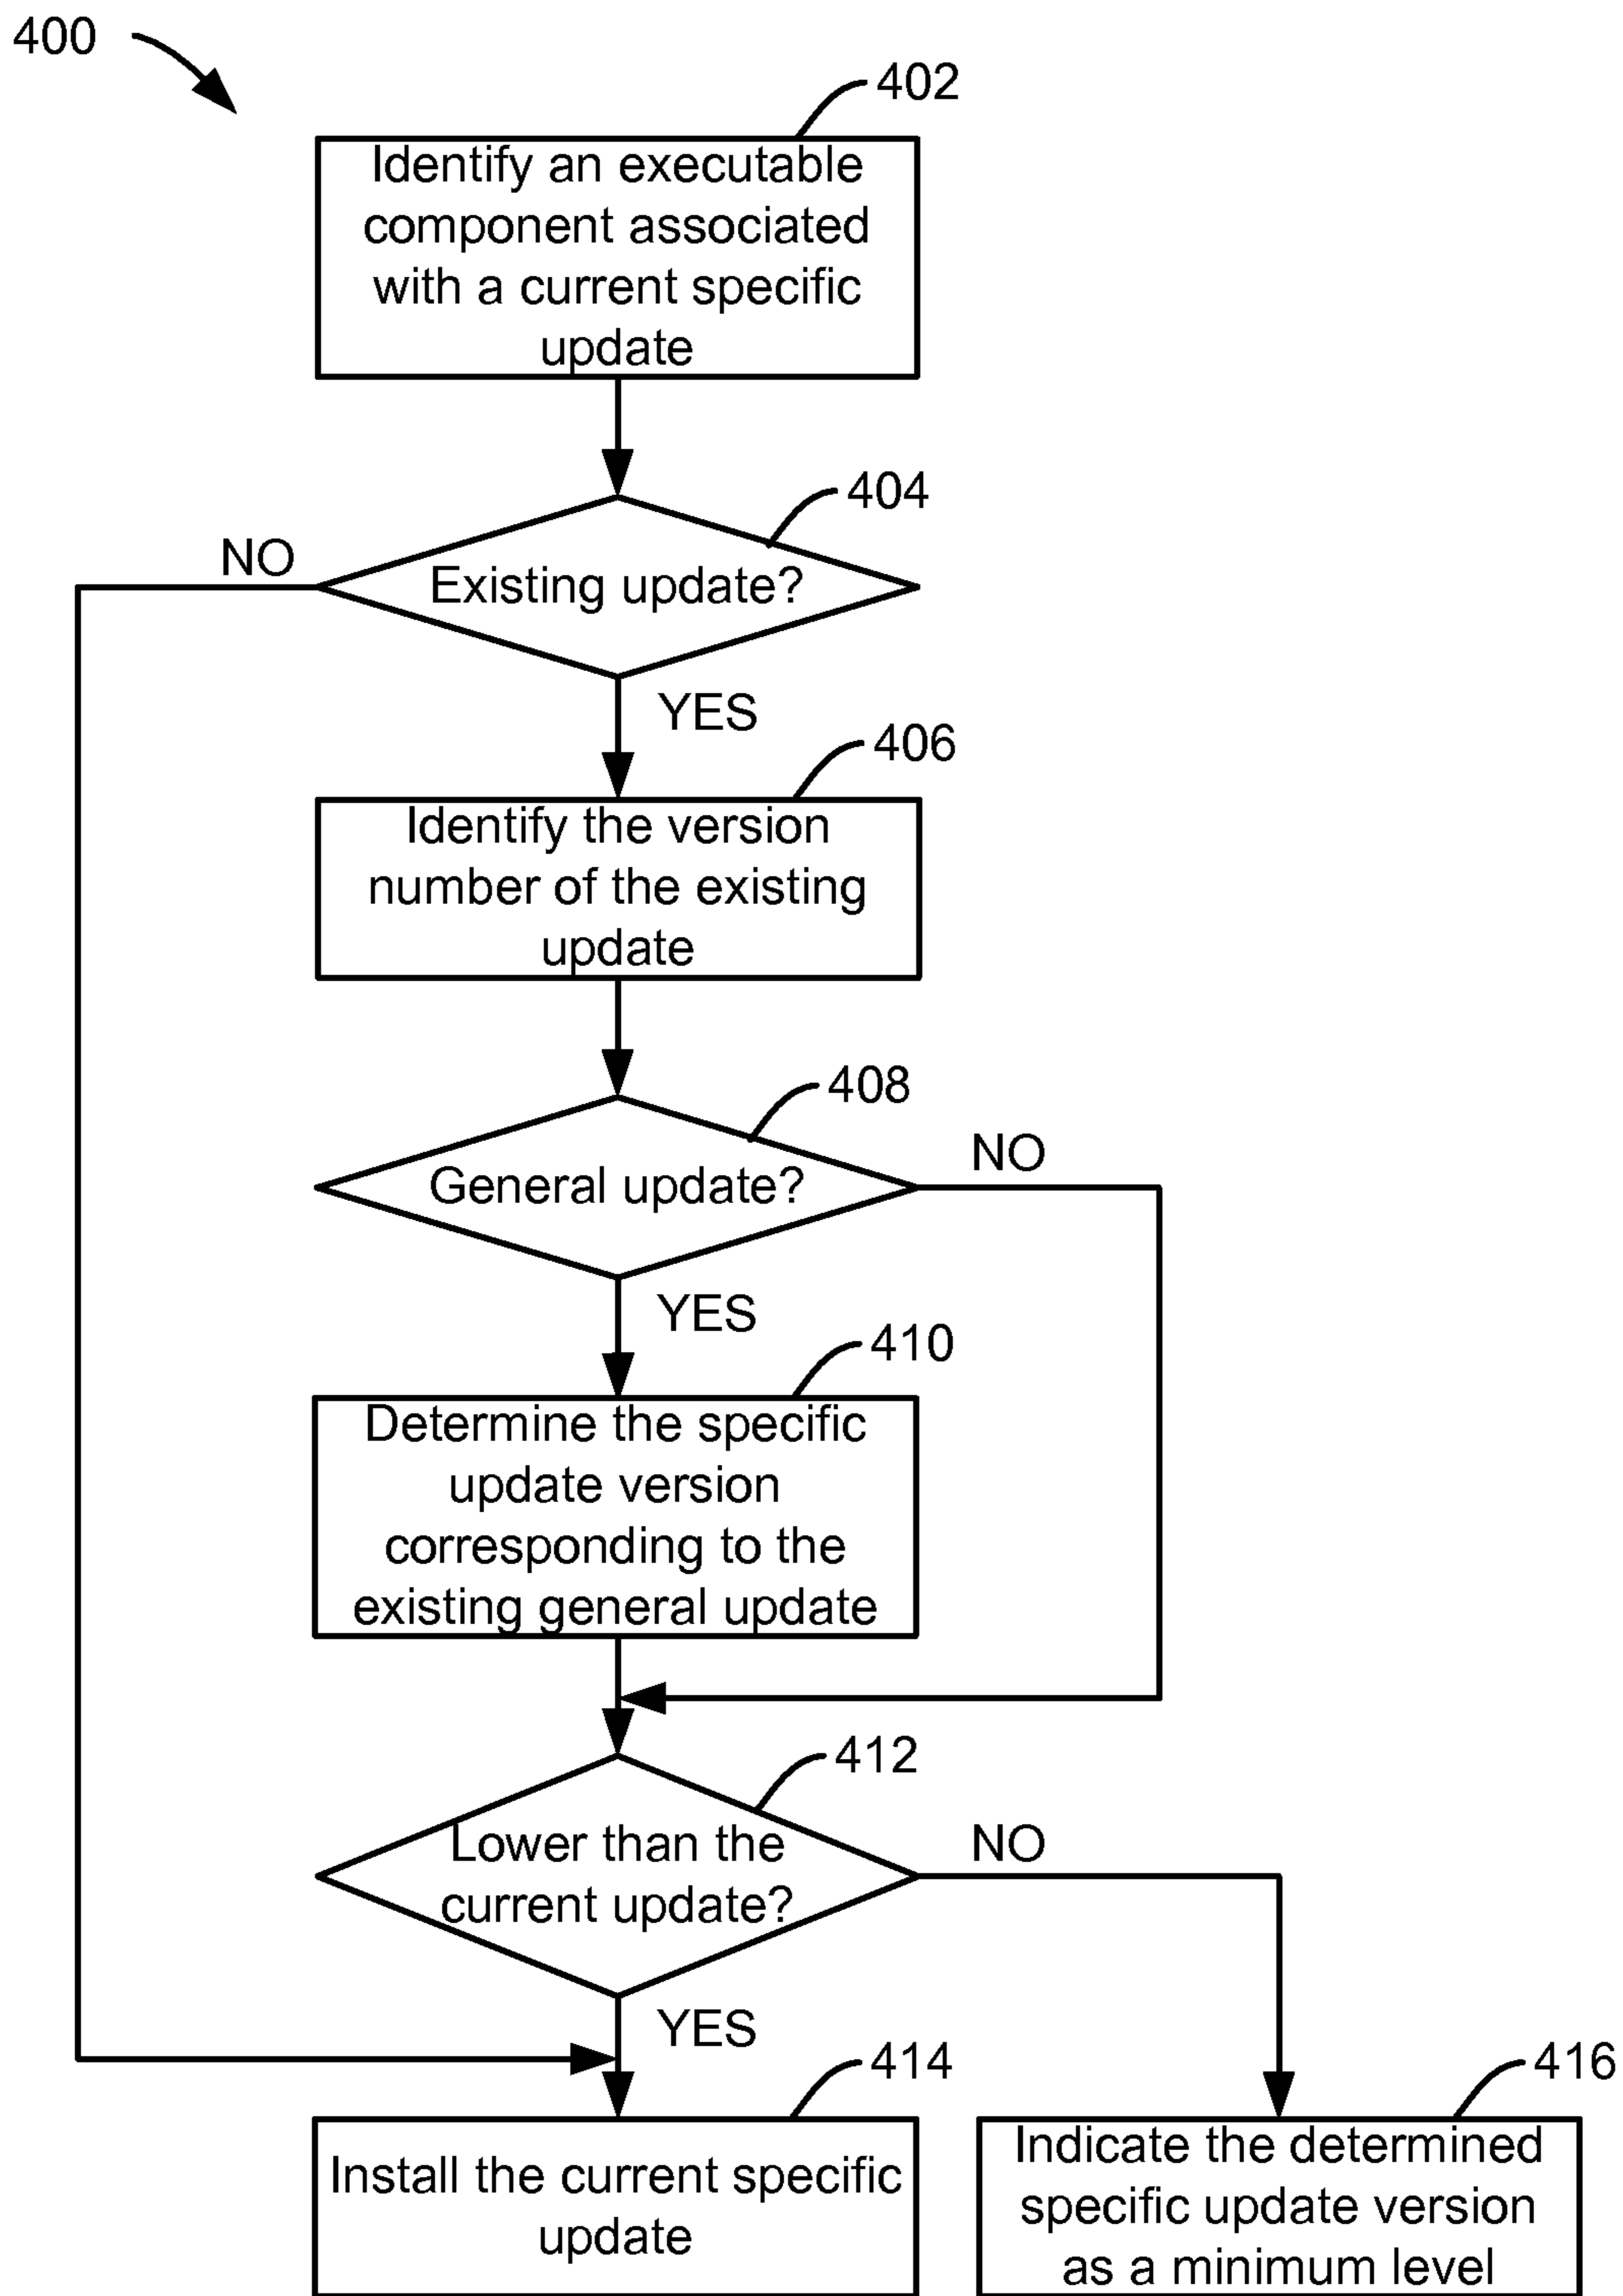 400
402
Identify an executable
component associated
with a current specific
update
404
NO
Existing update?
YES
406
Identify the version
number of the existing
update
408
NO
General update?
YES
410
Determine the specific
update version
corresponding to the
existing general update
412
Lower than the
current update?
NO
YES
414
416
Install the current specific
update
Indicate the determined
specific update version
as a minimum level